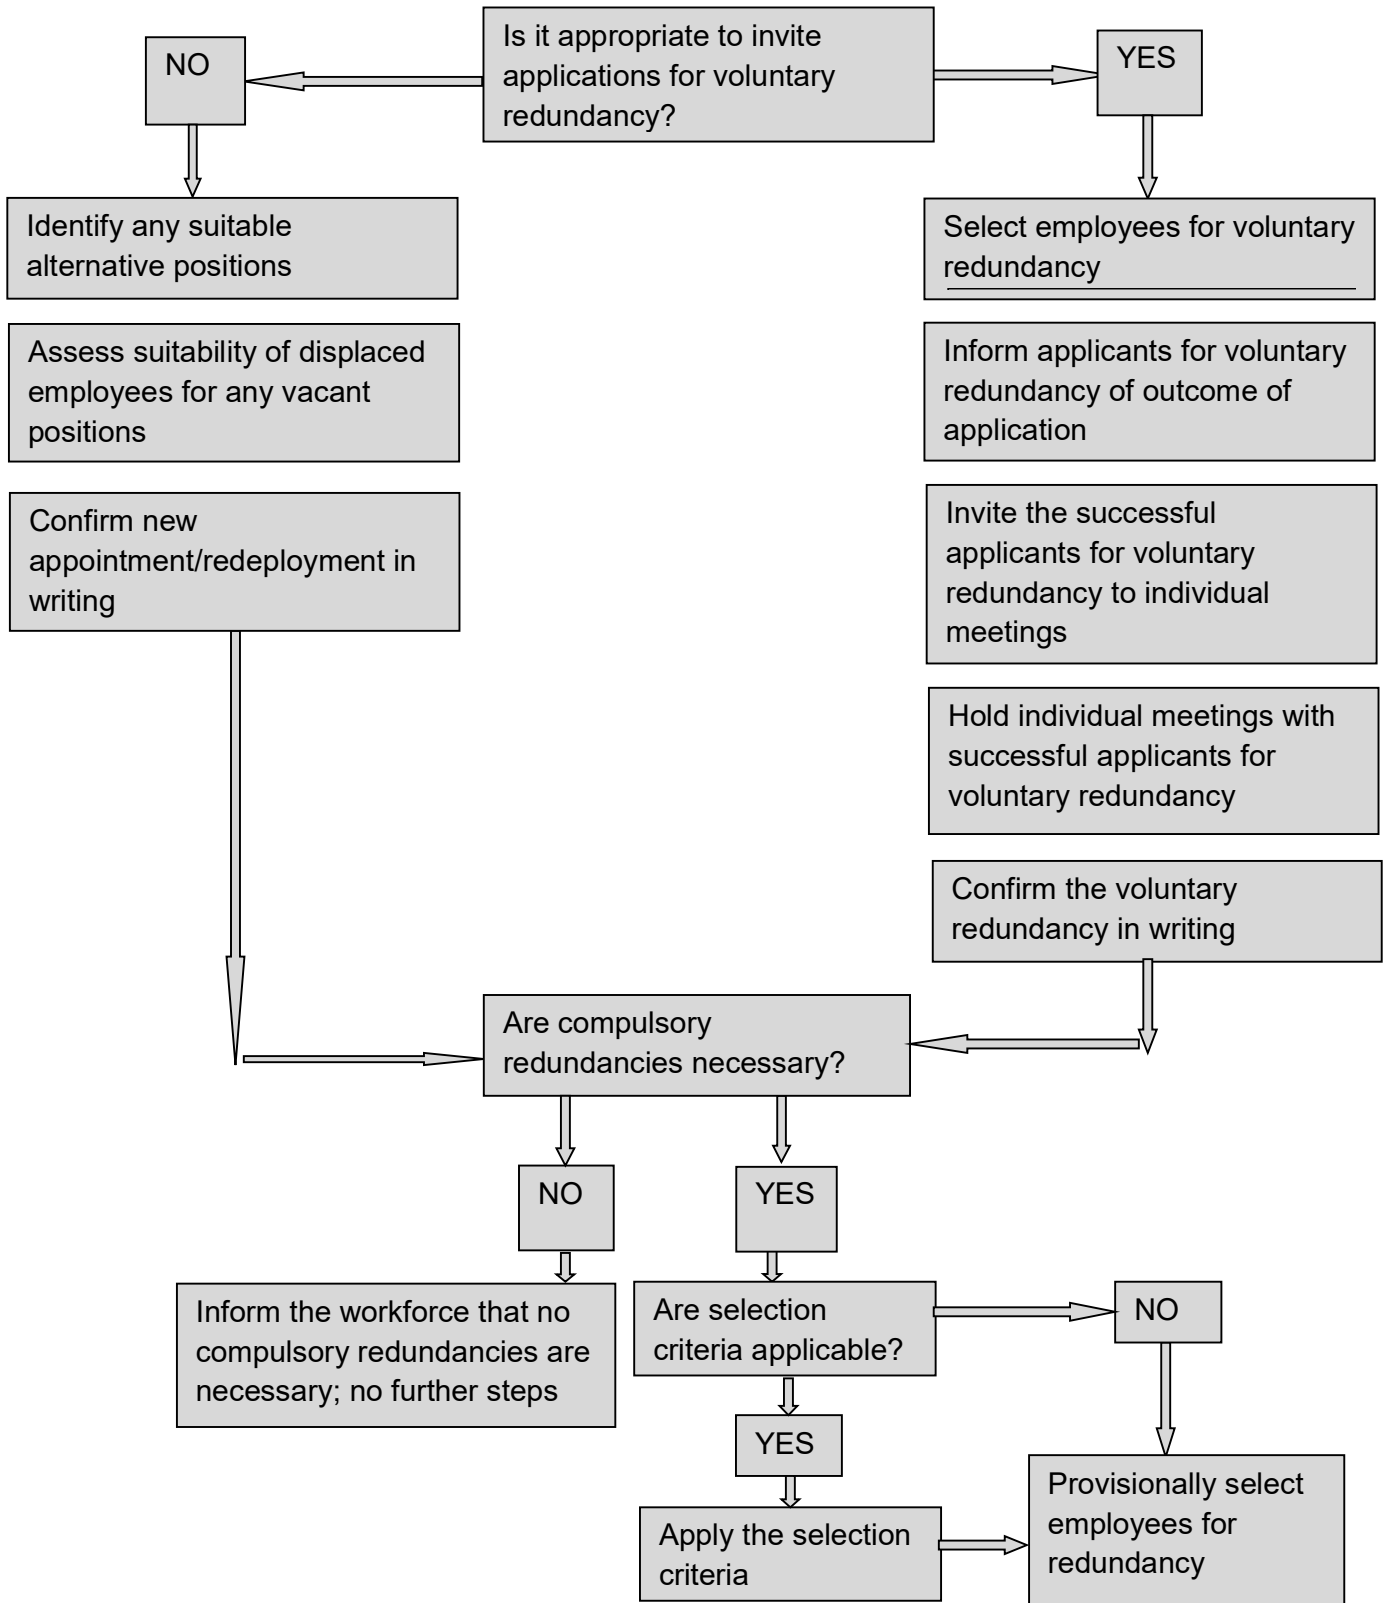 Is it appropriate to invite
applications for voluntary
redundancy?
NO
YES
Identify any suitable
alternative positions
Assess suitability of displaced
employees for any vacant
positions
Confirm new
appointment/redeployment in
writing
Select employees for voluntary
redundancy
Inform applicants for voluntary
redundancy of outcome of
application
Invite the successful
applicants for voluntary
redundancy to individual
meetings
Hold individual meetings with
successful applicants for
voluntary redundancy
Confirm the voluntary
redundancy in writing
Are compulsory
redundancies necessary?
NO
YES
Inform the workforce that no
compulsory redundancies are
necessary; no further steps
Are selection
criteria applicable?
NO
YES
Apply the selection
criteria
Provisionally select
employees for
redundancy